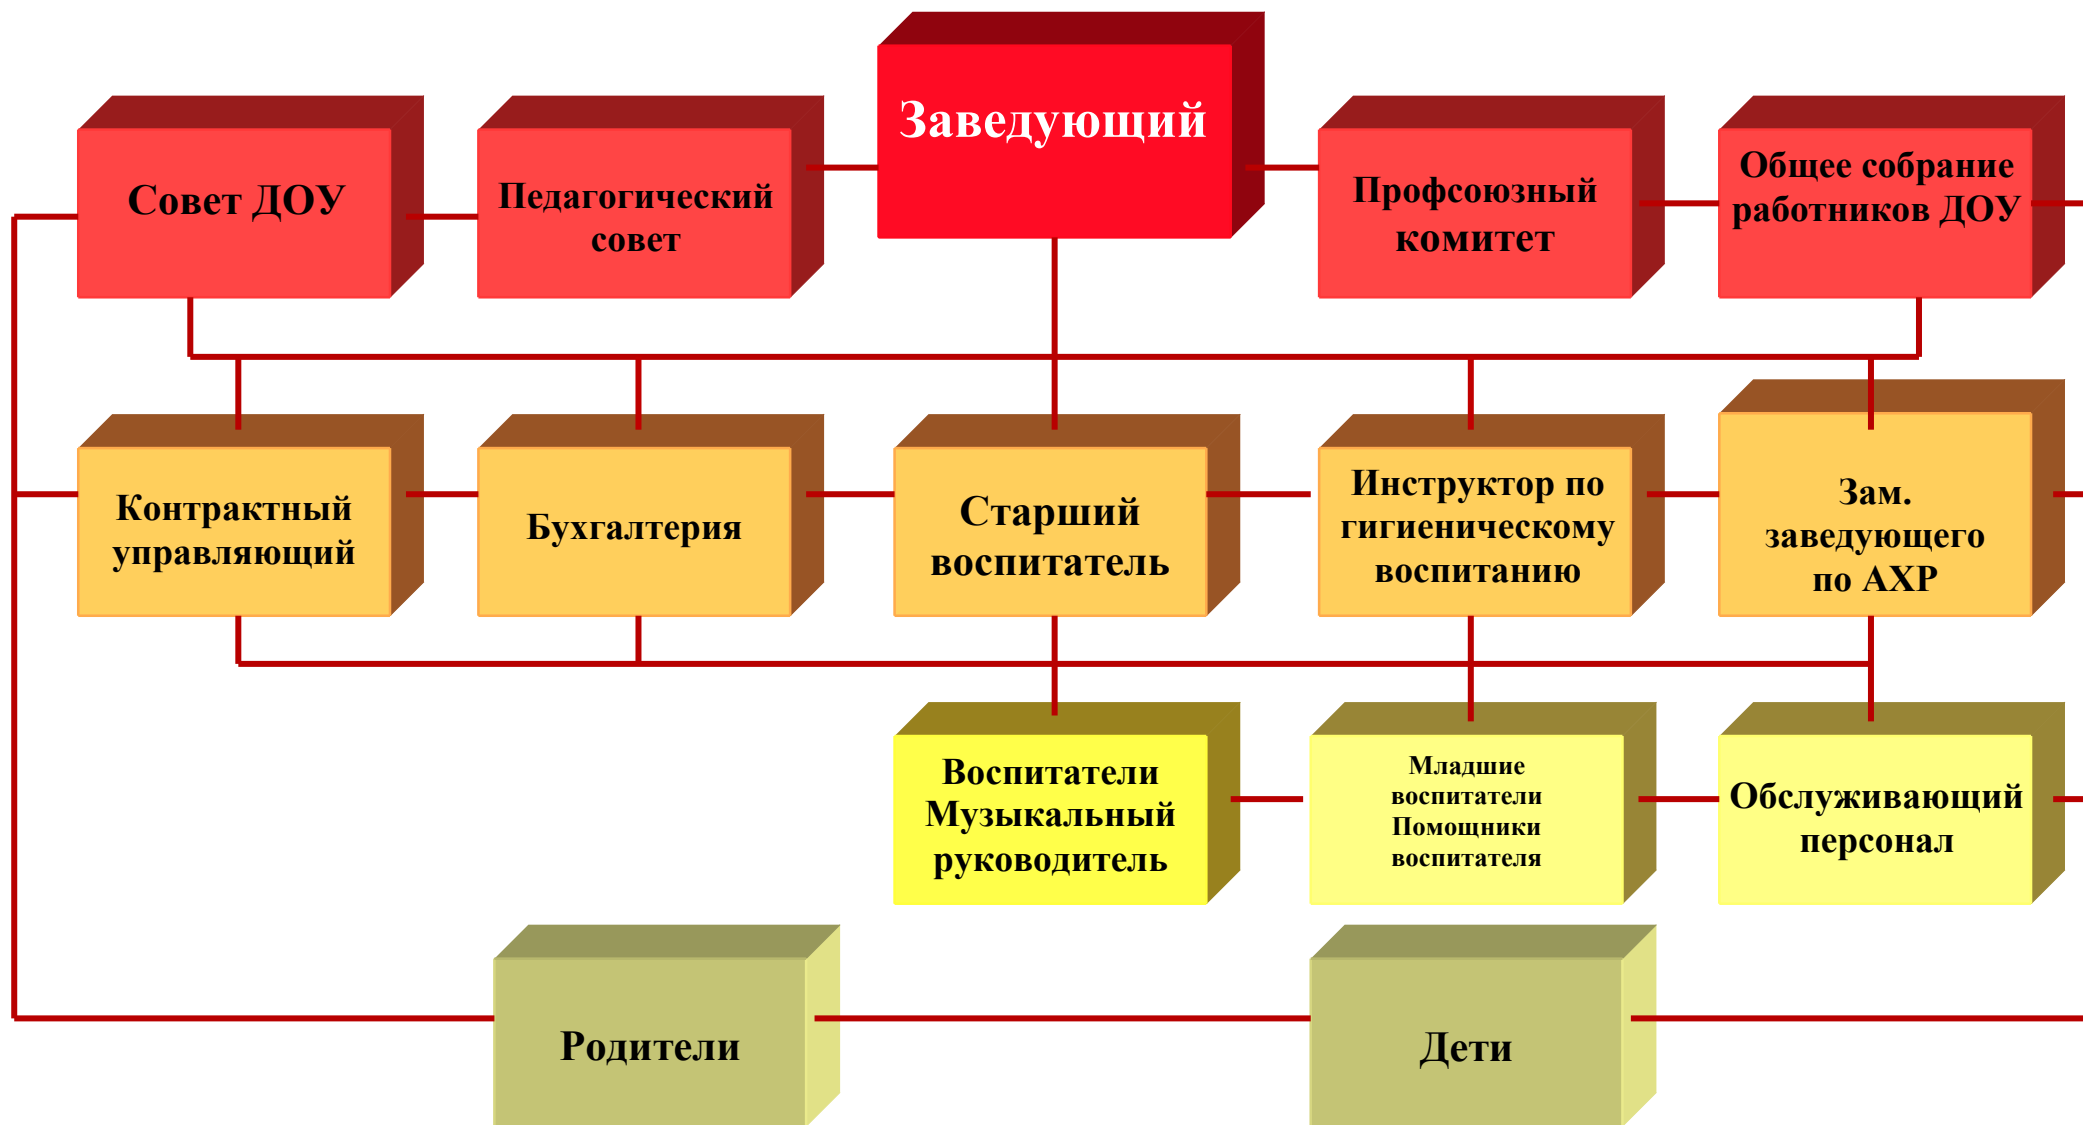 Заведующий
Совет ДОУ
Педагогический
совет
Профсоюзный
комитет
Общее собрание
работников ДОУ
Контрактный
управляющий
Бухгалтерия
Старший
воспитатель
Инструктор по
гигиеническому
воспитанию
Зам.
заведующего
по АХР
Воспитатели
Музыкальный
руководитель
Младшие
воспитатели
Помощники
воспитателя
Обслуживающий
персонал
Родители
Дети